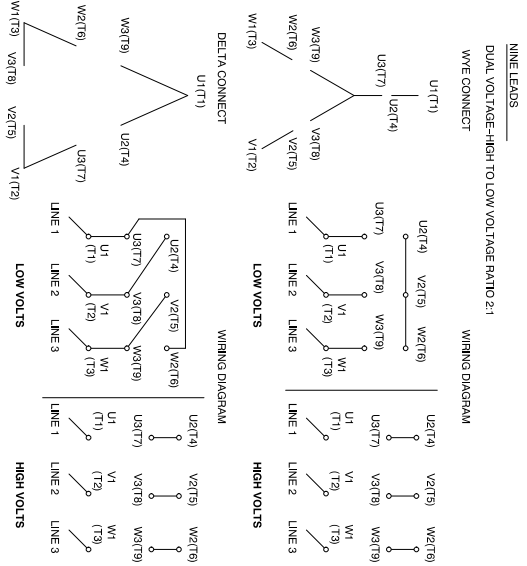 NINE LEADS
DUAL VOLTAGE–HIGH TO LOW VOLTAGE RATIO 2:1
WYE CONNECT
WIRING DIAGRAM
U1(T1)
U2(T4)
U3(T7)
W3(T9)
V3(T8)
W2(T6)
V2(T5)
W1(T3)
V1(T2)
U2(T4) V2(T5) W2(T6)
U3(T7) V3(T8) W3(T9)
U1 V1 W1
(T1) (T2) (T3)
LINE 1 LINE 2 LINE 3
LOW VOLTS
U2(T4) V2(T5) W2(T6)
U3(T7) V3(T8) W3(T9)
U1 V1 W1
(T1) (T2) (T3)
LINE 1 LINE 2 LINE 3
HIGH VOLTS
DELTA CONNECT
WIRING DIAGRAM
U1(T1)
W3(T9)
U2(T4)
W2(T6)
U3(T7)
W1(T3)
V3(T8)
V2(T5)
V1(T2)
U2(T4) V2(T5) W2(T6)
U3(T7) V3(T8) W3(T9)
U1 V1 W1
(T1) (T2) (T3)
LINE 1 LINE 2 LINE 3
LOW VOLTS
U2(T4) V2(T5) W2(T6)
U3(T7) V3(T8) W3(T9)
U1 V1 W1
(T1) (T2) (T3)
LINE 1 LINE 2 LINE 3
HIGH VOLTS